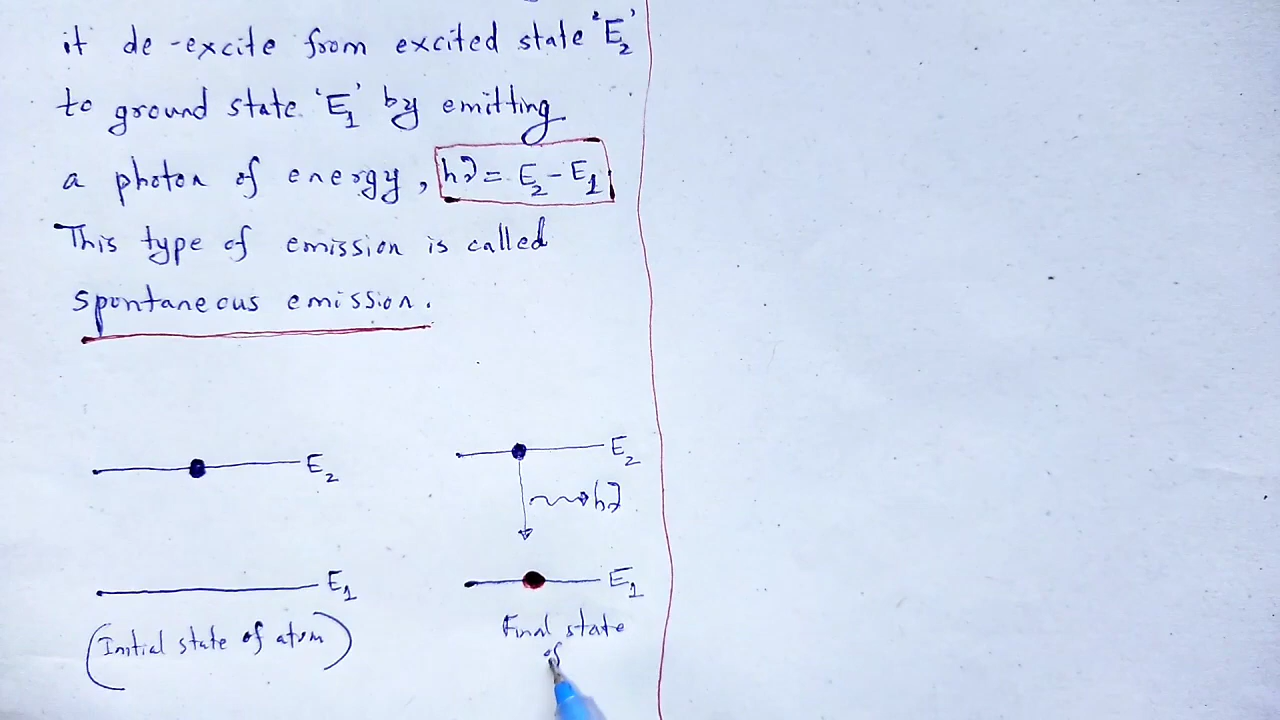 it de-excite from excited state 'E₂'
to ground state 'E₁' by emitting
a photon of energy, hν = E₂ - E₁
This type of emission is called
spontaneous emission.
E₂
E₁
(Initial state of atom)
E₂
hν
E₁
Final state
of